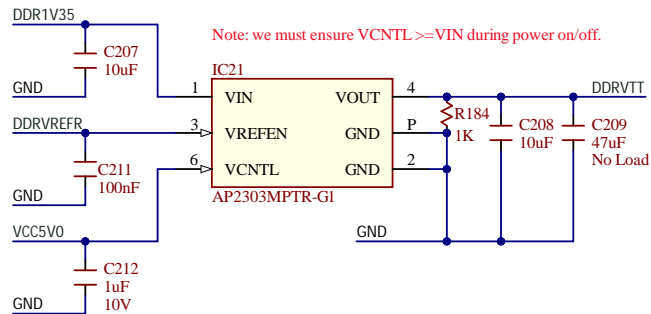 DDR1V35
Note: we must ensure VCNTL >=VIN during power on/off.
C207
10uF
GND
IC21
1 VIN VOUT 4
DDRVTT
DDRVREFR
3 VREFEN GND P
R184
1K
C208
10uF
C209
47uF
No Load
C211
100nF
6 VCNTL GND 2
GND
AP2303MPTR-G1
VCC5V0
GND
C212
1uF
10V
GND